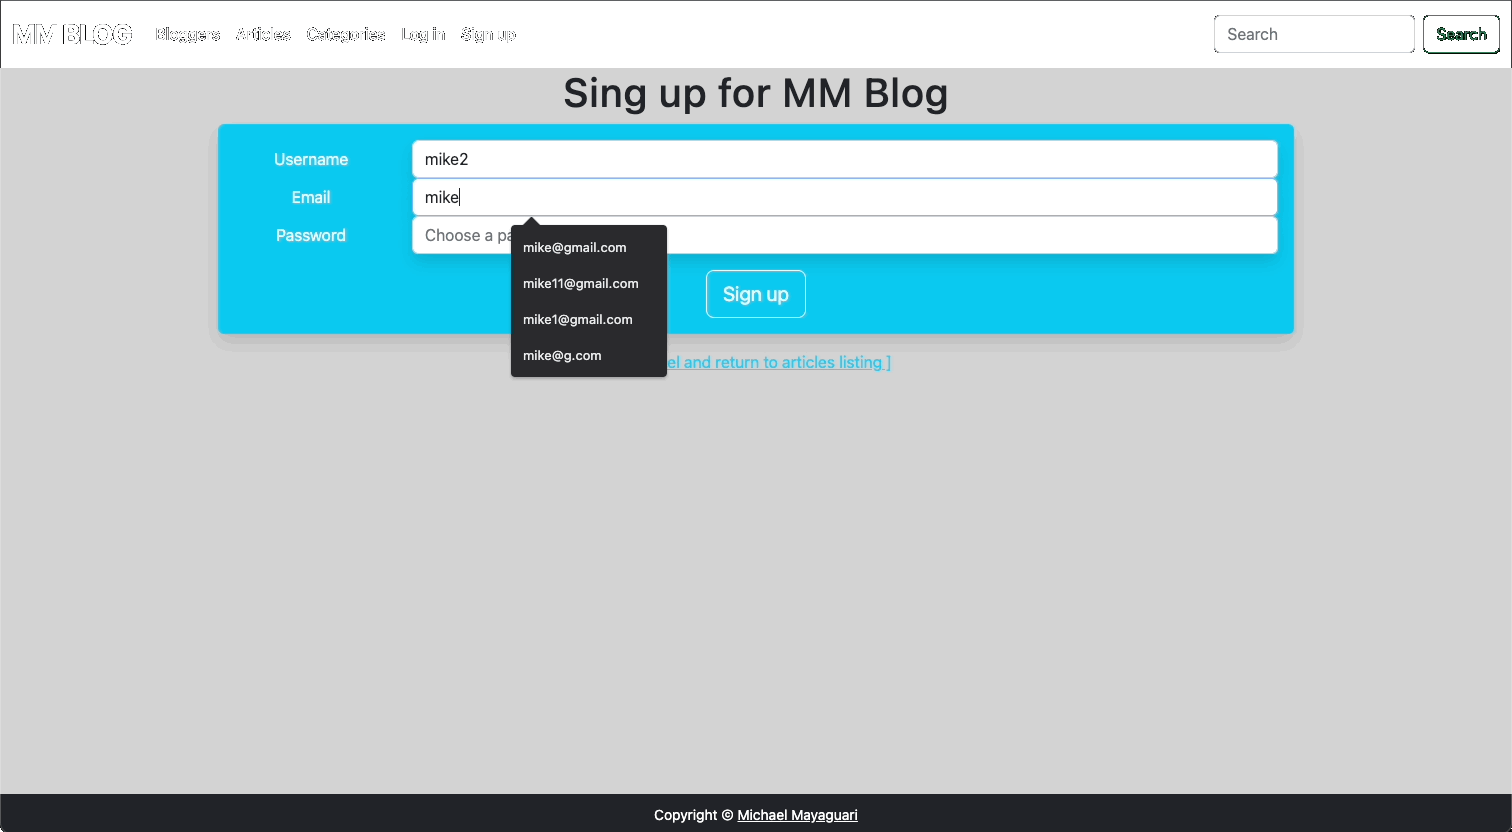 MM BLOG Bloggers Articles Categories Log in Sign up Search Search
Sing up for MM Blog
Username mike2
Email mike
Password Choose a
mike@gmail.com
mike11@gmail.com
mike1@gmail.com
mike@g.com
Sign up
and return to articles listing ]
Copyright © Michael Mayaguari